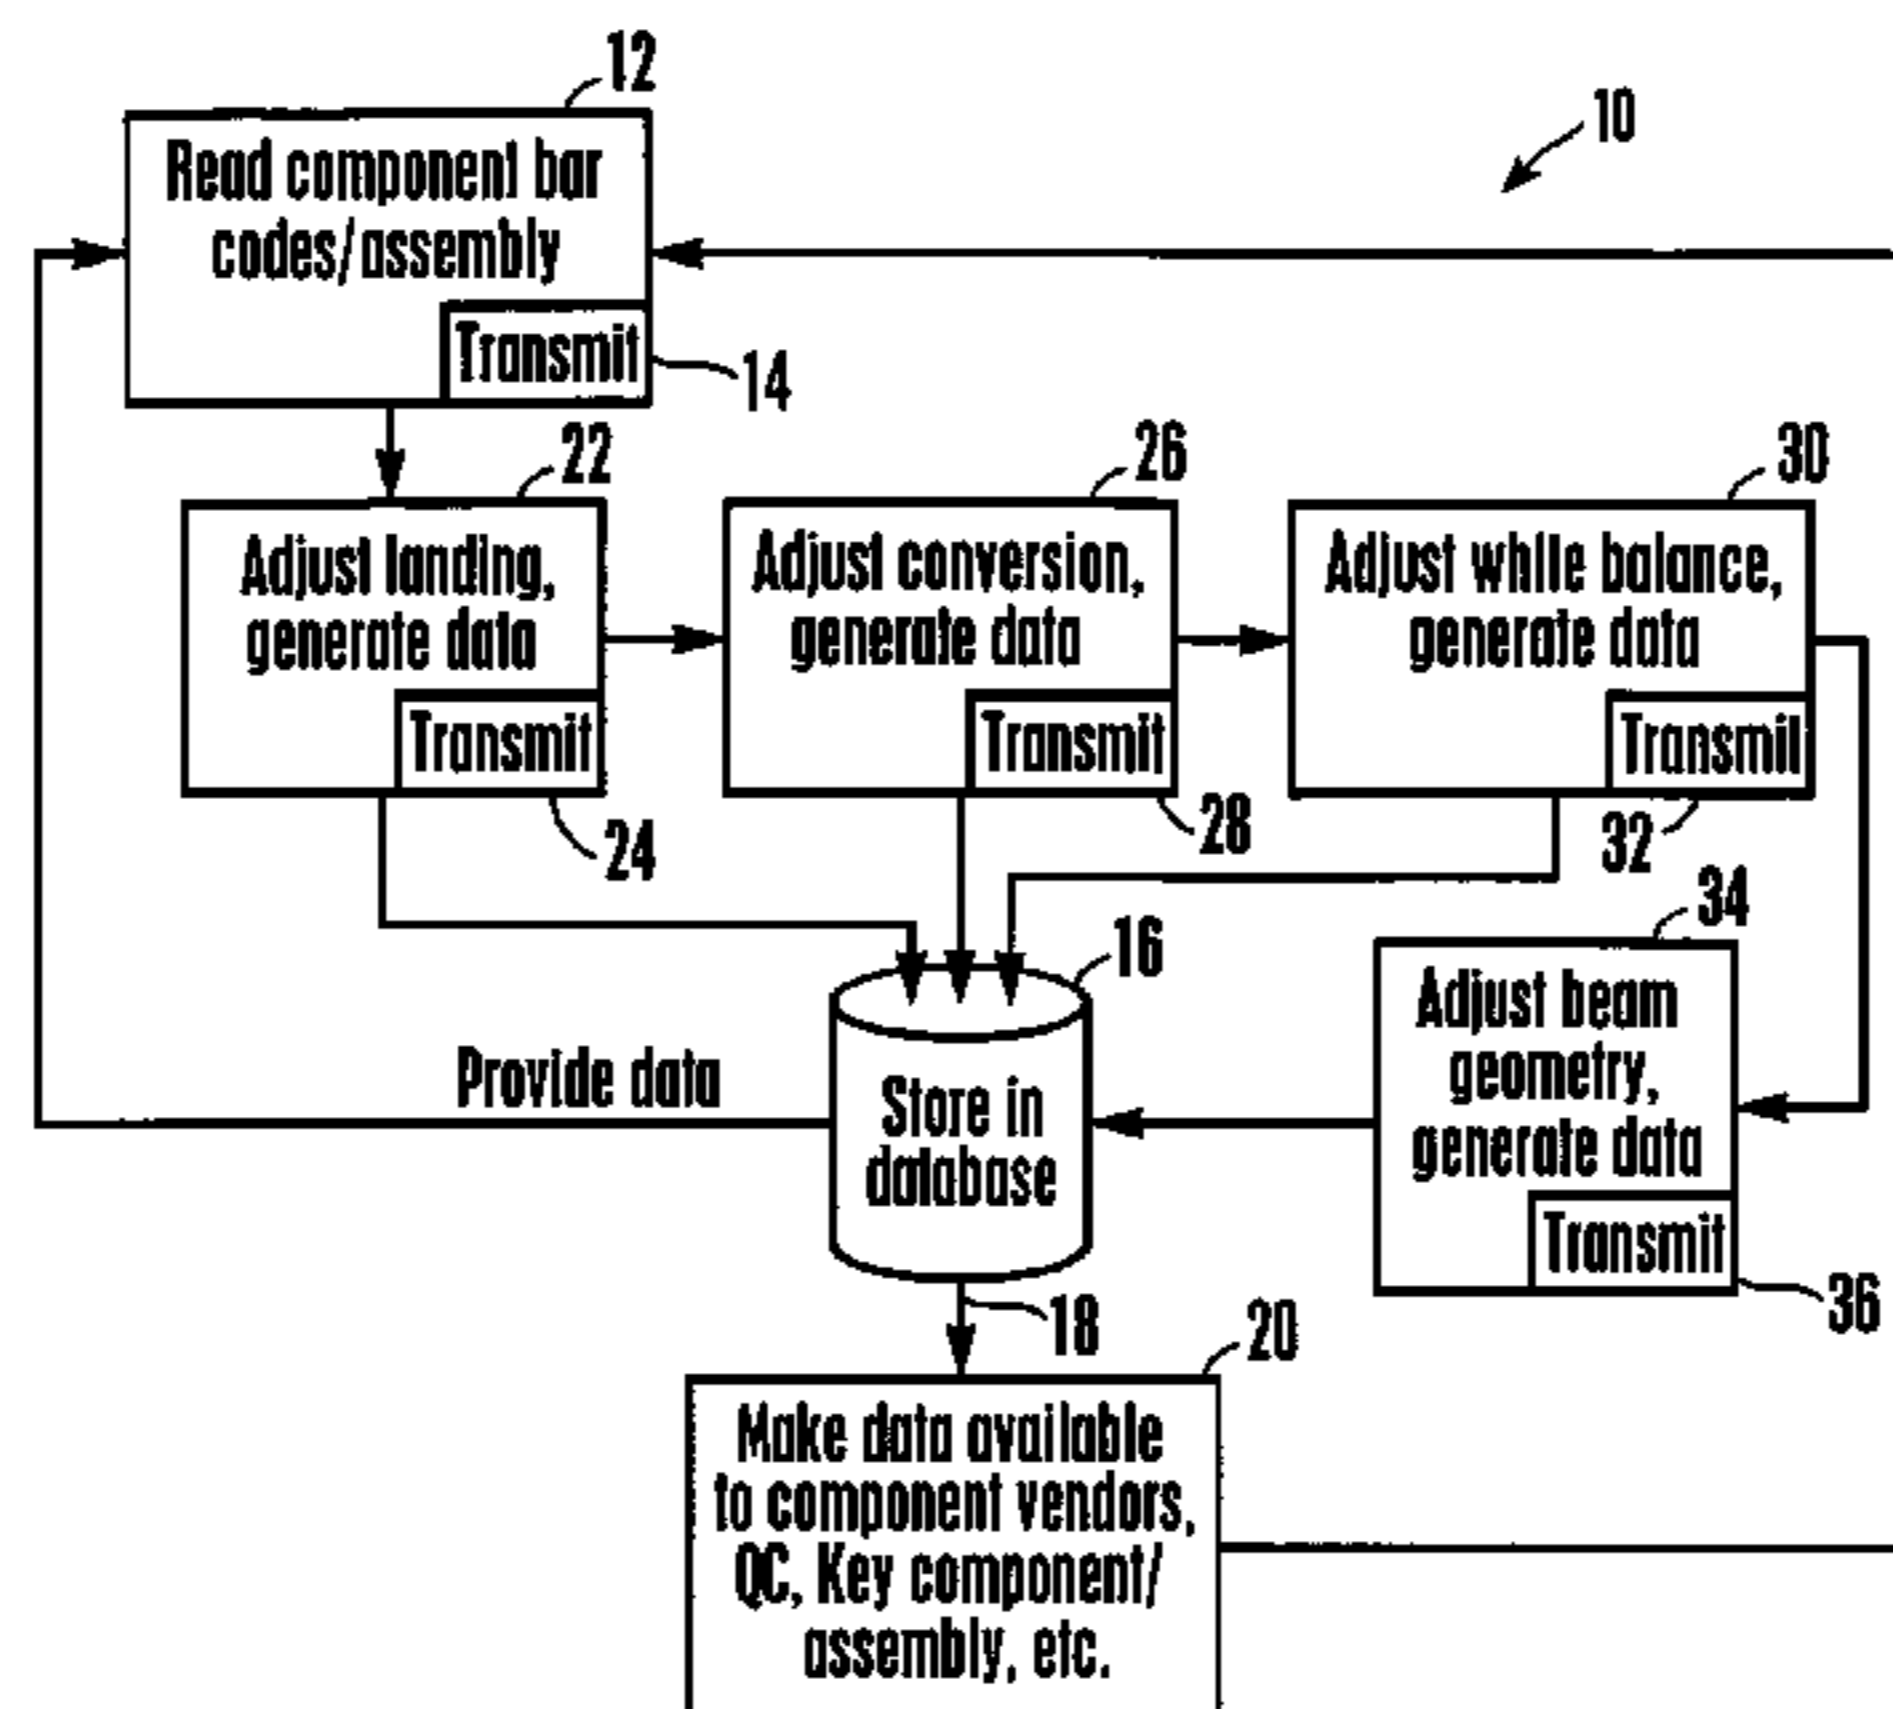 12
10
Read component bar
codes/assembly
Transmit
14
22
26
30
Adjust landing,
generate data
Transmit
24
Adjust conversion,
generate data
Transmit
28
Adjust while balance,
generate data
Transmil
32
34
16
Adjust beam
geometry,
generate data
Transmit
36
Provide data
Store in
database
18
20
Make data available
to component vendors,
QC, Key component/
assembly, etc.